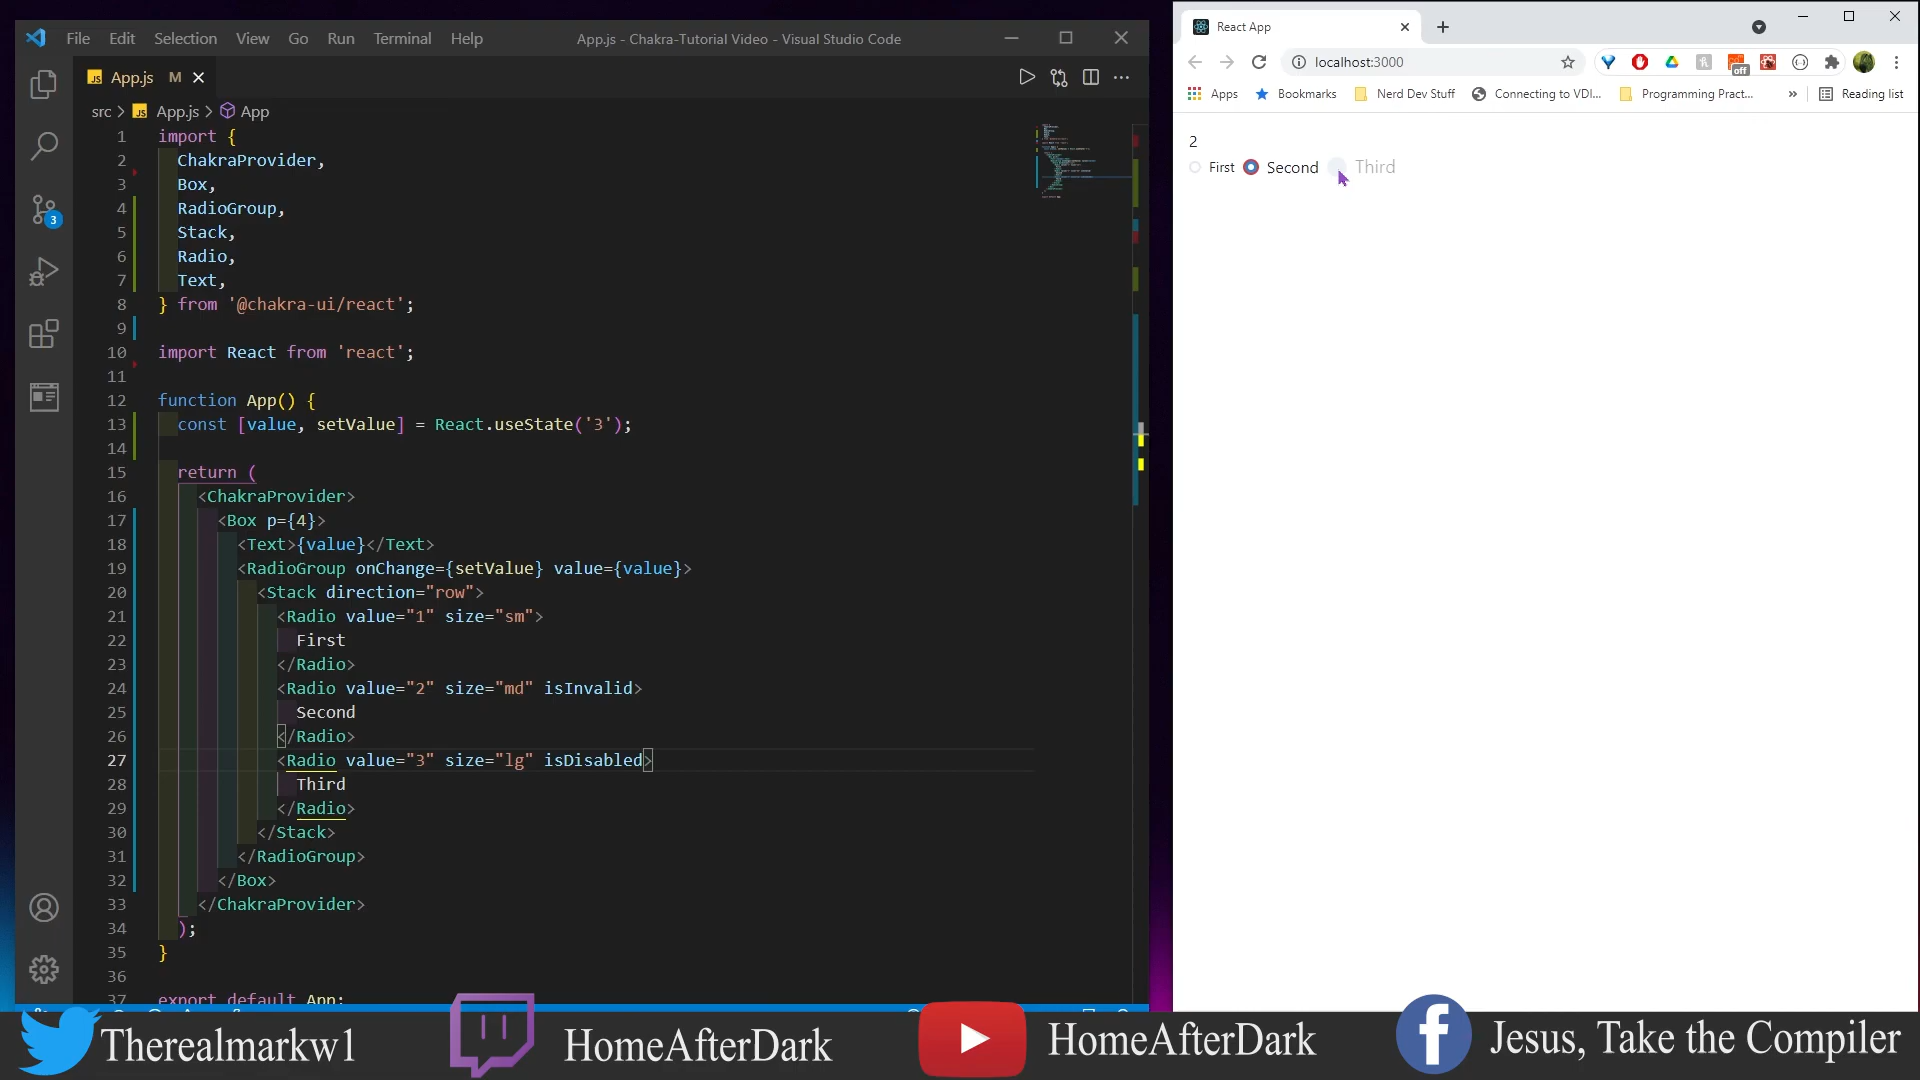 File Edit Selection View Go Run Terminal Help
App.js - Chakra-Tutorial Video - Visual Studio Code
JS App.js M
src > JS App.js > App
1 import {
2 ChakraProvider,
3 Box,
4 RadioGroup,
5 Stack,
6 Radio,
7 Text,
8 } from '@chakra-ui/react';
9
10 import React from 'react';
11
12 function App() {
13 const [value, setValue] = React.useState('3');
14
15 return (
16 <ChakraProvider>
17 <Box p={4}>
18 <Text>{value}</Text>
19 <RadioGroup onChange={setValue} value={value}>
20 <Stack direction="row">
21 <Radio value="1" size="sm">
22 First
23 </Radio>
24 <Radio value="2" size="md" isInvalid>
25 Second
26 </Radio>
27 <Radio value="3" size="lg" isDisabled>
28 Third
29 </Radio>
30 </Stack>
31 </RadioGroup>
32 </Box>
33 </ChakraProvider>
34 );
35 }
36
37 export default App;
3
React App
localhost:3000
off
Apps Bookmarks Nerd Dev Stuff Connecting to VDI... Programming Pract... » Reading list
2
First Second Third
Therealmarkw1
HomeAfterDark
HomeAfterDark
Jesus, Take the Compiler